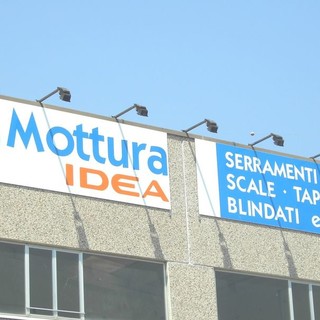 Mottura
IDEA
SERRAMENTI
SCALE · TAP
BLINDATI e